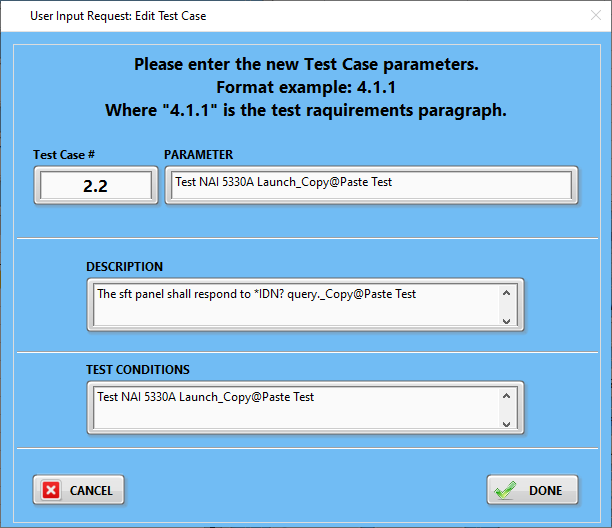 User Input Request: Edit Test Case
Please enter the new Test Case parameters.
Format example: 4.1.1
Where "4.1.1" is the test raquirements paragraph.
Test Case #
PARAMETER
2.2
Test NAI 5330A Launch_Copy@Paste Test
DESCRIPTION
The sft panel shall respond to *IDN? query._Copy@Paste Test
TEST CONDITIONS
Test NAI 5330A Launch_Copy@Paste Test
CANCEL
DONE